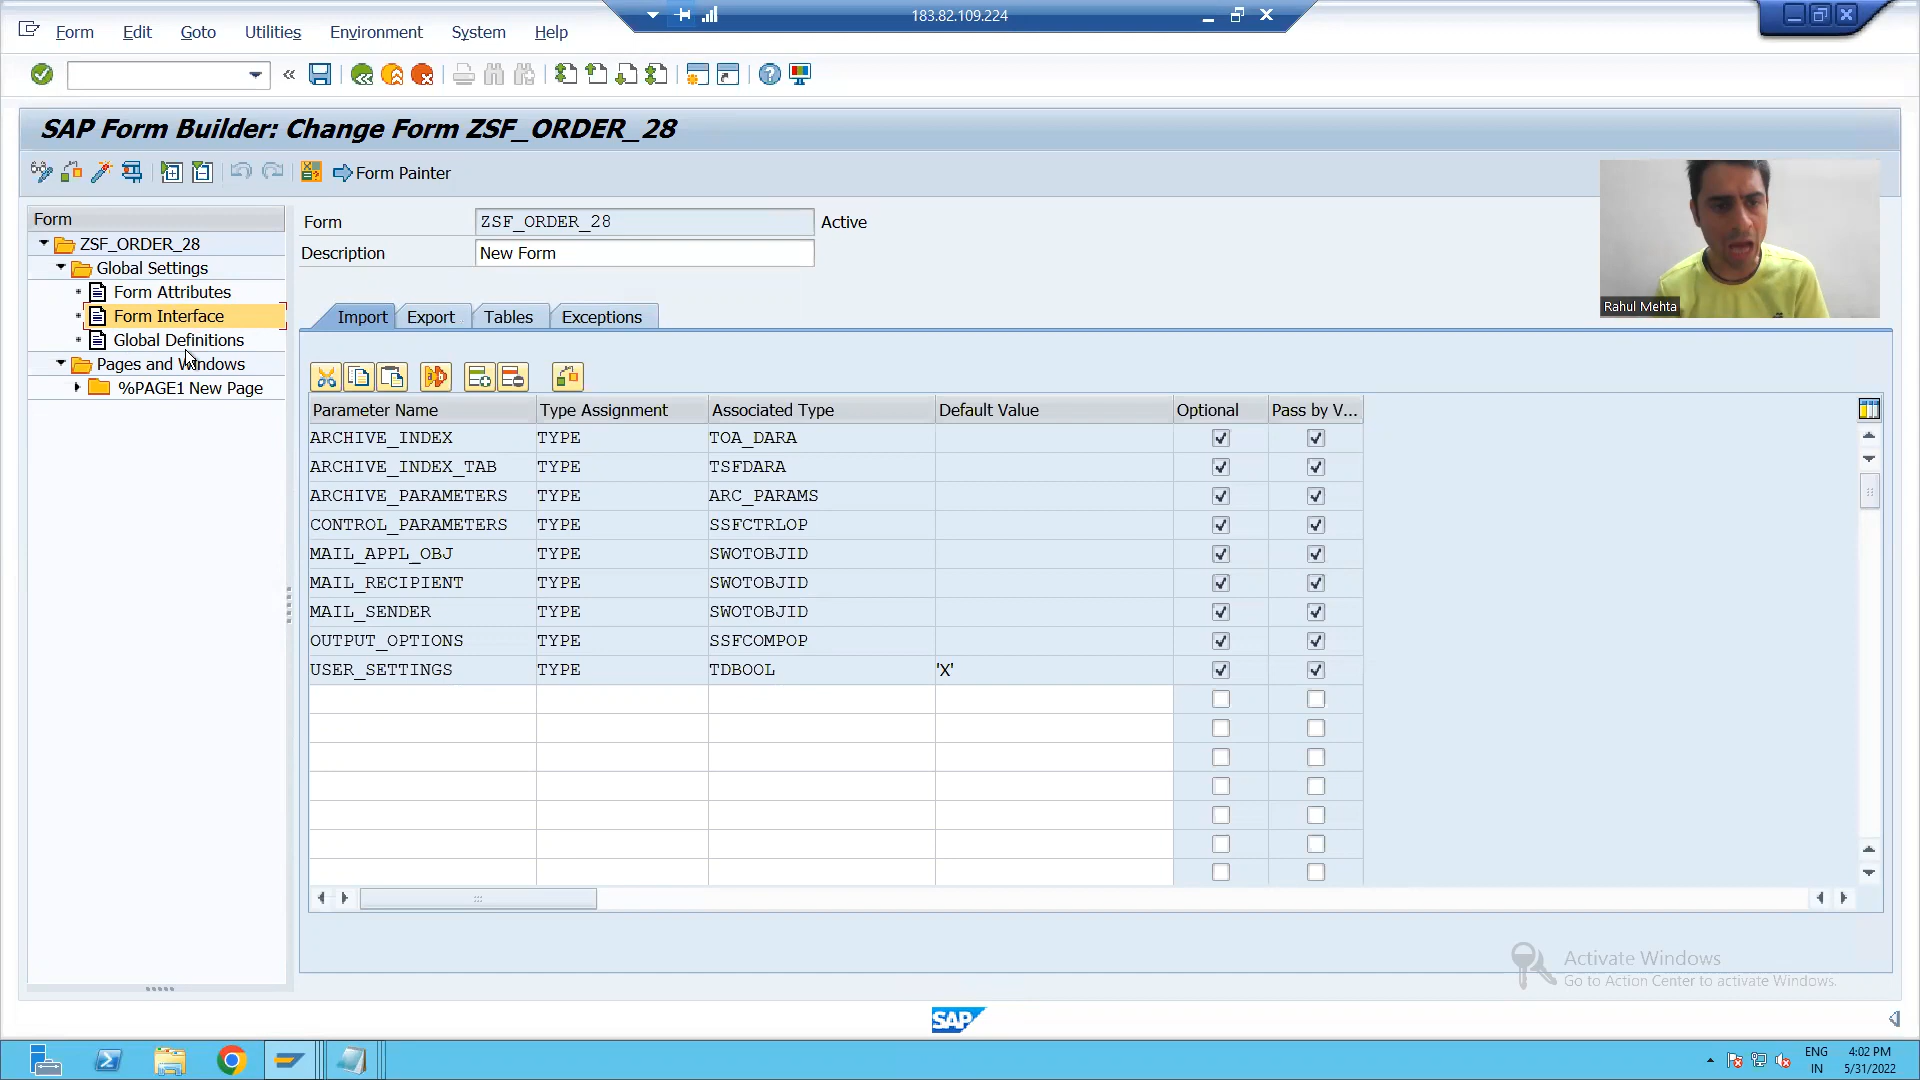 183.82.109.224
Form Edit Goto Utilities Environment System Help
SAP Form Builder: Change Form ZSF_ORDER_28
Form Painter
Form
ZSF_ORDER_28
Global Settings
Form Attributes
Form Interface
Global Definitions
Pages and Windows
%PAGE1 New Page
Form ZSF_ORDER_28 Active
Description New Form
Import Export Tables Exceptions
Parameter Name Type Assignment Associated Type Default Value Optional Pass by V...
ARCHIVE_INDEX TYPE TOA_DARA
ARCHIVE_INDEX_TAB TYPE TSFDARA
ARCHIVE_PARAMETERS TYPE ARC_PARAMS
CONTROL_PARAMETERS TYPE SSFCTRLOP
MAIL_APPL_OBJ TYPE SWOTOBJID
MAIL_RECIPIENT TYPE SWOTOBJID
MAIL_SENDER TYPE SWOTOBJID
OUTPUT_OPTIONS TYPE SSFCOMPOP
USER_SETTINGS TYPE TDBOOL 'X'
Rahul Mehta
Activate Windows
Go to Action Center to activate Windows.
SAP
ENG 4:02 PM
IN 5/31/2022